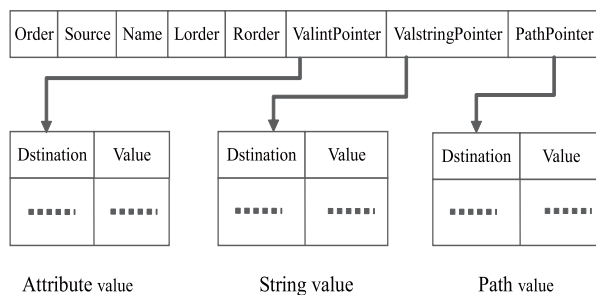 Order Source Name Lorder Rorder ValintPointer ValstringPointer PathPointer
Dstination Value Dstination Value Dstination Value
Attribute value String value Path value